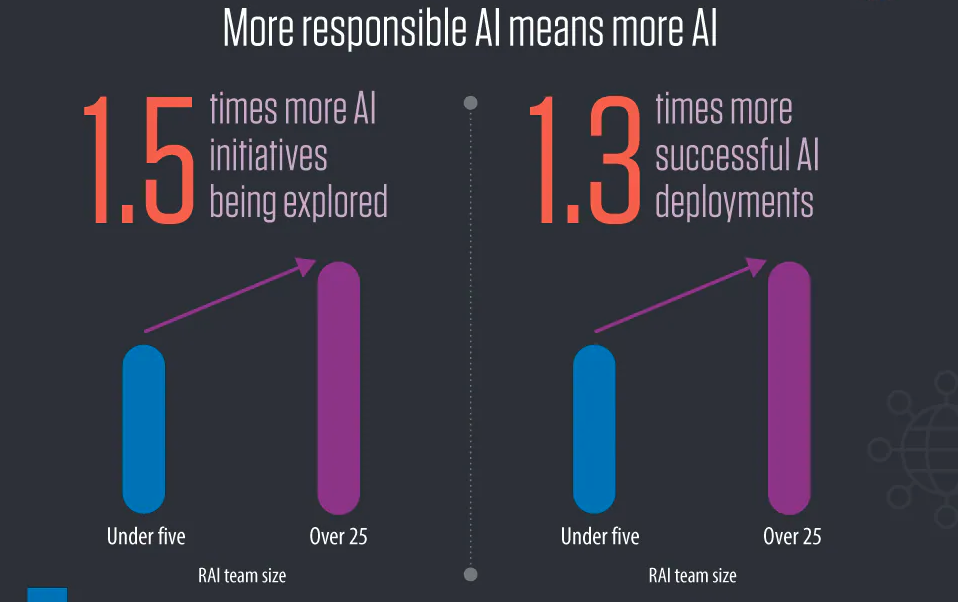 More responsible AI means more AI
1.5
times more AI
initiatives
being explored
1.3
times more
successful AI
deployments
Under five
Over 25
RAI team size
Under five
Over 25
RAI team size